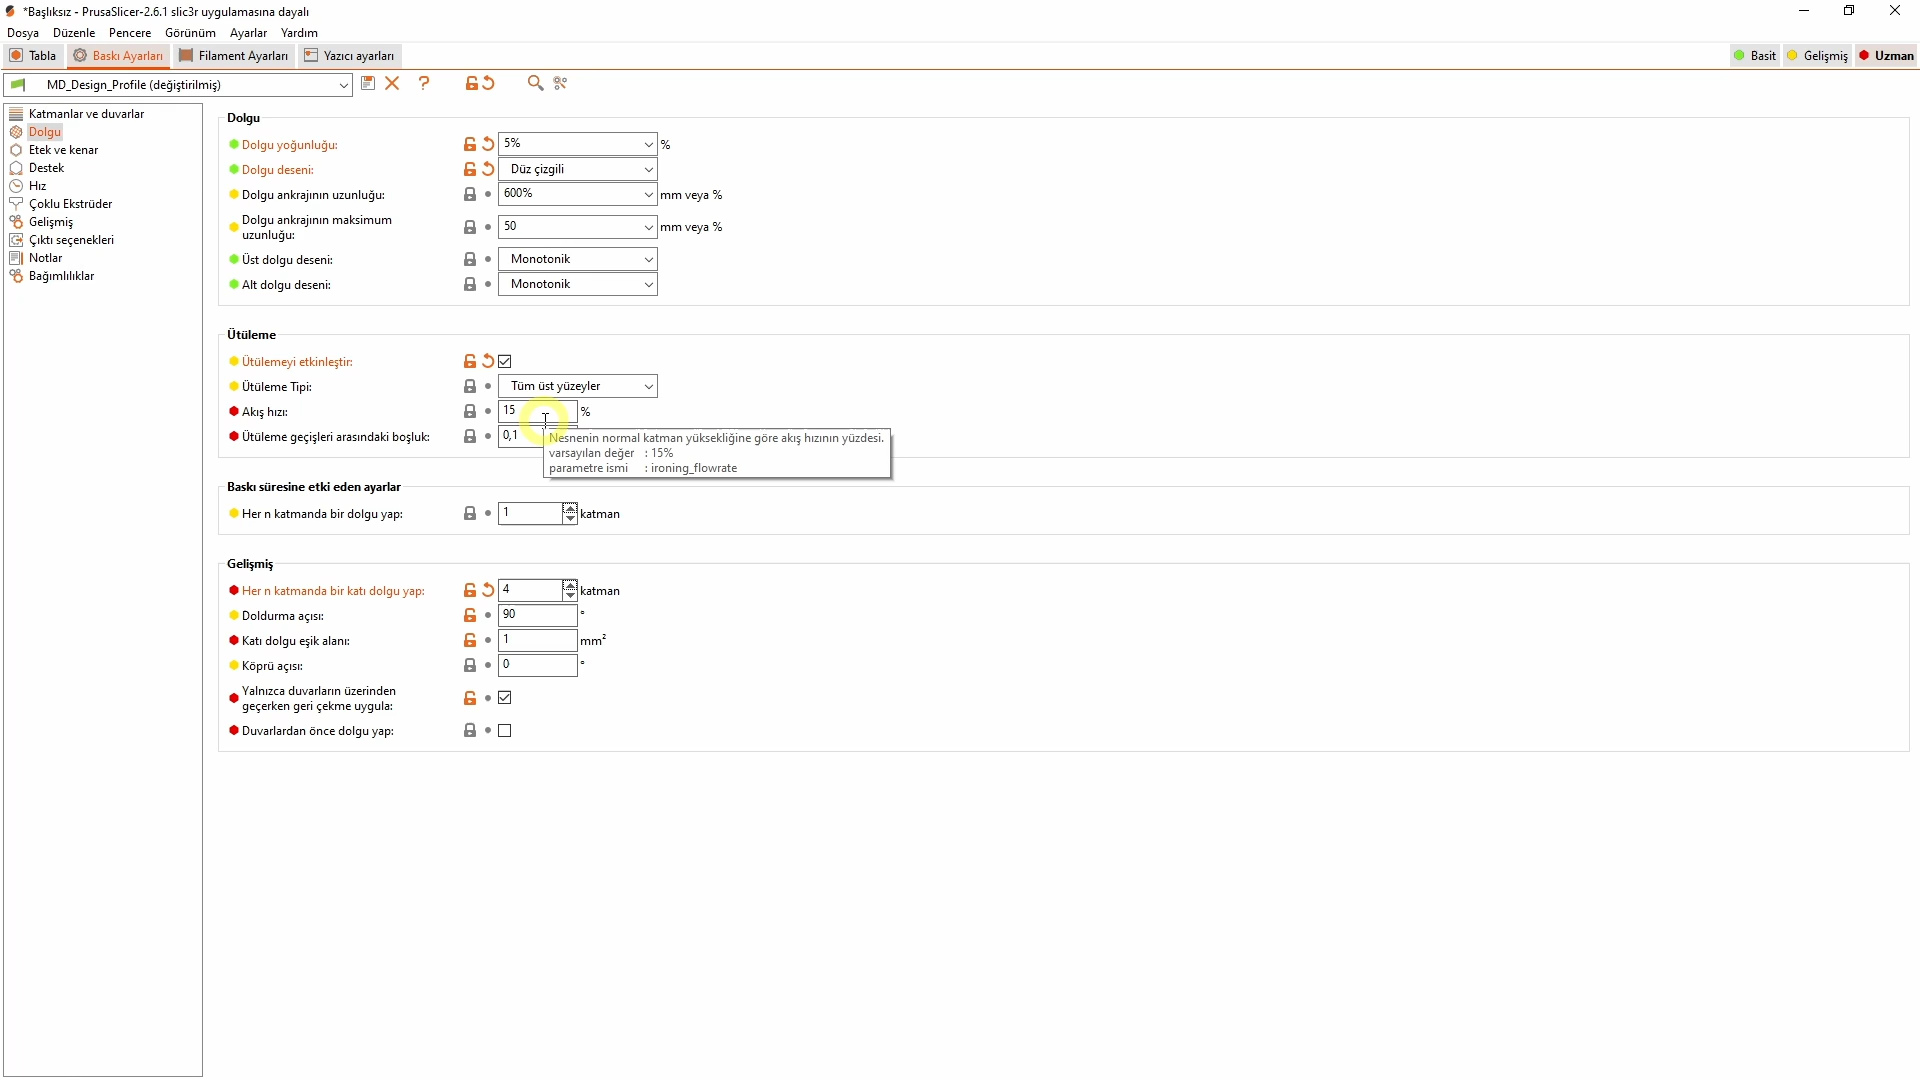 *Başlıksız - PrusaSlicer-2.6.1 slic3r uygulamasına dayalı
Dosya Düzenle Pencere Görünüm Ayarlar Yardım
Tabla Baskı Ayarları Filament Ayarları Yazıcı ayarları Basit Gelişmiş Uzman
MD_Design_Profile (değiştirilmiş) ?
Katmanlar ve duvarlar
Dolgu
Etek ve kenar
Destek
Hız
Çoklu Ekstrüder
Gelişmiş
Çıktı seçenekleri
Notlar
Bağımlılıklar
Dolgu
Dolgu yoğunluğu: 5% %
Dolgu deseni: Düz çizgili
Dolgu ankrajının uzunluğu: 600% mm veya %
Dolgu ankrajının maksimum
uzunluğu: 50 mm veya %
Üst dolgu deseni: Monotonik
Alt dolgu deseni: Monotonik
Ütüleme
Ütülemeyi etkinleştir:
Ütüleme Tipi: Tüm üst yüzeyler
Akış hızı: 15 %
Ütüleme geçişleri arasındaki boşluk: 0,1
Nesnenin normal katman yüksekliğine göre akış hızının yüzdesi.
varsayılan değer : 15%
parametre ismi : ironing_flowrate
Baskı süresine etki eden ayarlar
Her n katmanda bir dolgu yap: 1 katman
Gelişmiş
Her n katmanda bir katı dolgu yap: 4 katman
Doldurma açısı: 90 °
Katı dolgu eşik alanı: 1 mm²
Köprü açısı: 0 °
Yalnızca duvarların üzerinden
geçerken geri çekme uygula:
Duvarlardan önce dolgu yap: